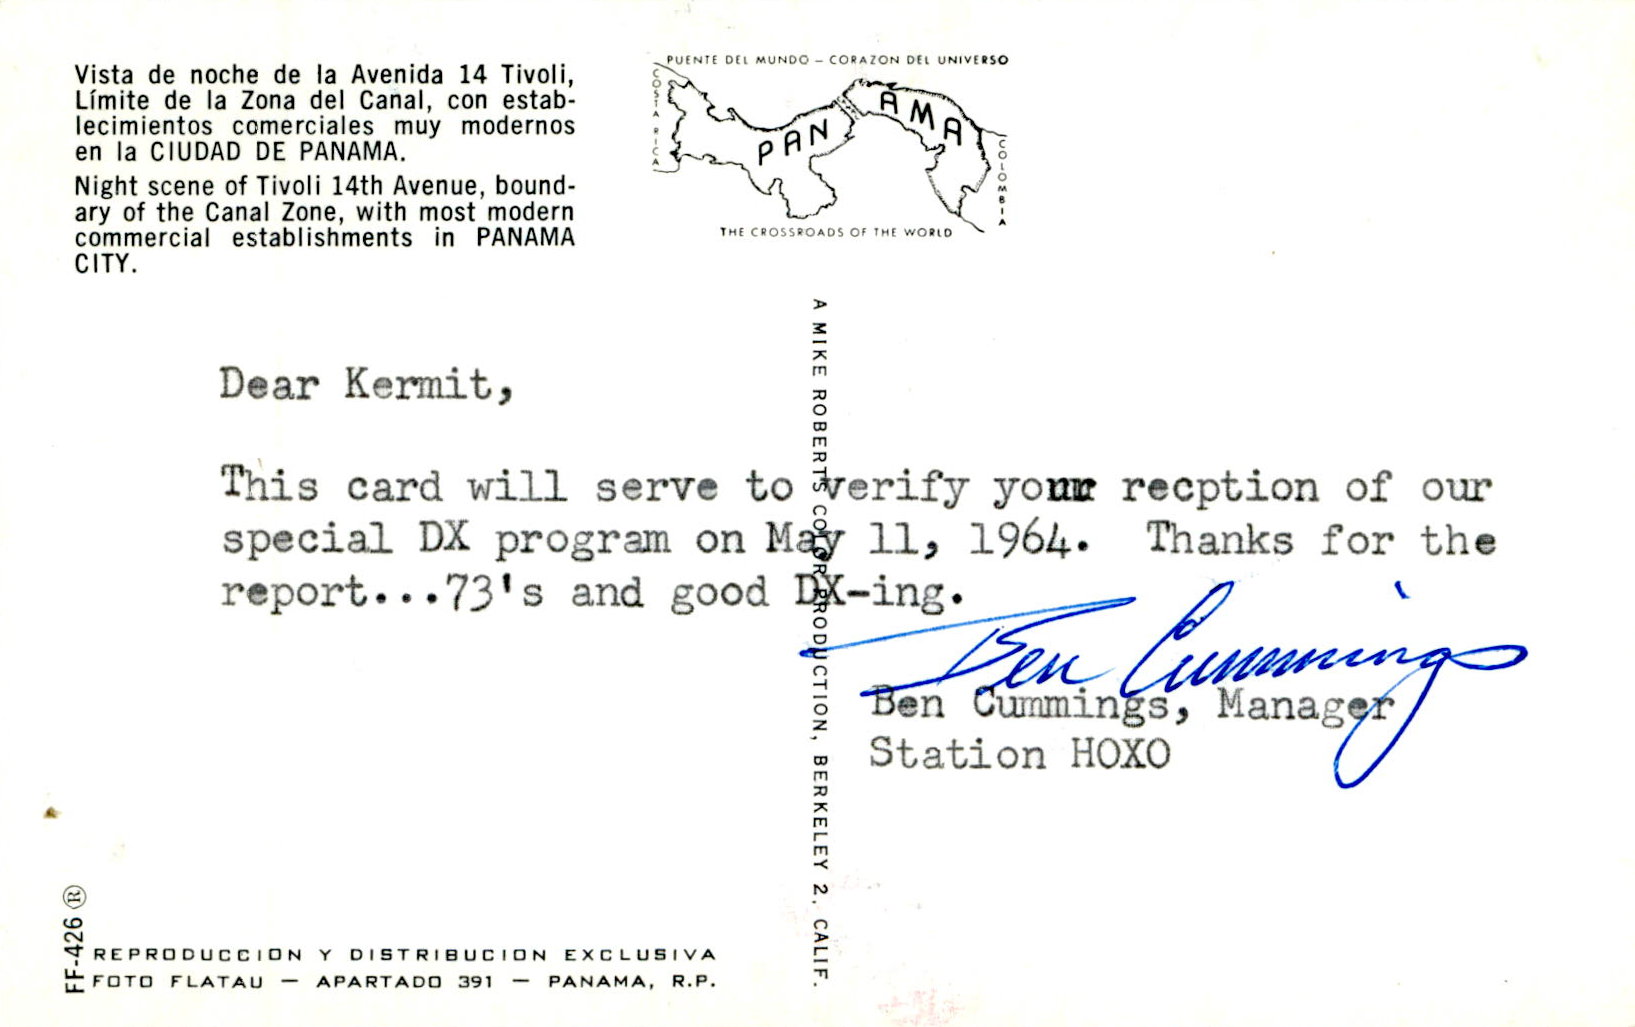 Vista de noche de la Avenida 14 Tivoli,
Límite de la Zona del Canal, con estab-
lecimientos comerciales muy modernos
en la CIUDAD DE PANAMA.
Night scene of Tivoli 14th Avenue, bound-
ary of the Canal Zone, with most modern
commercial establishments in PANAMA
CITY.
PUENTE DEL MUNDO – CORAZON DEL UNIVERSO
COSTA RICA
PANAMA
COLOMBIA
THE CROSSROADS OF THE WORLD
A MIKE ROBERTS COLOR PRODUCTION, BERKELEY 2, CALIF.
Dear Kermit,
This card will serve to verify your recption of our
special DX program on May 11, 1964.  Thanks for the
report...73's and good DX-ing.
Ben Cummings
Ben Cummings, Manager
Station HOXO
FF-426 ®
REPRODUCCION Y DISTRIBUCION EXCLUSIVA
FOTO FLATAU — APARTADO 391 — PANAMA, R.P.